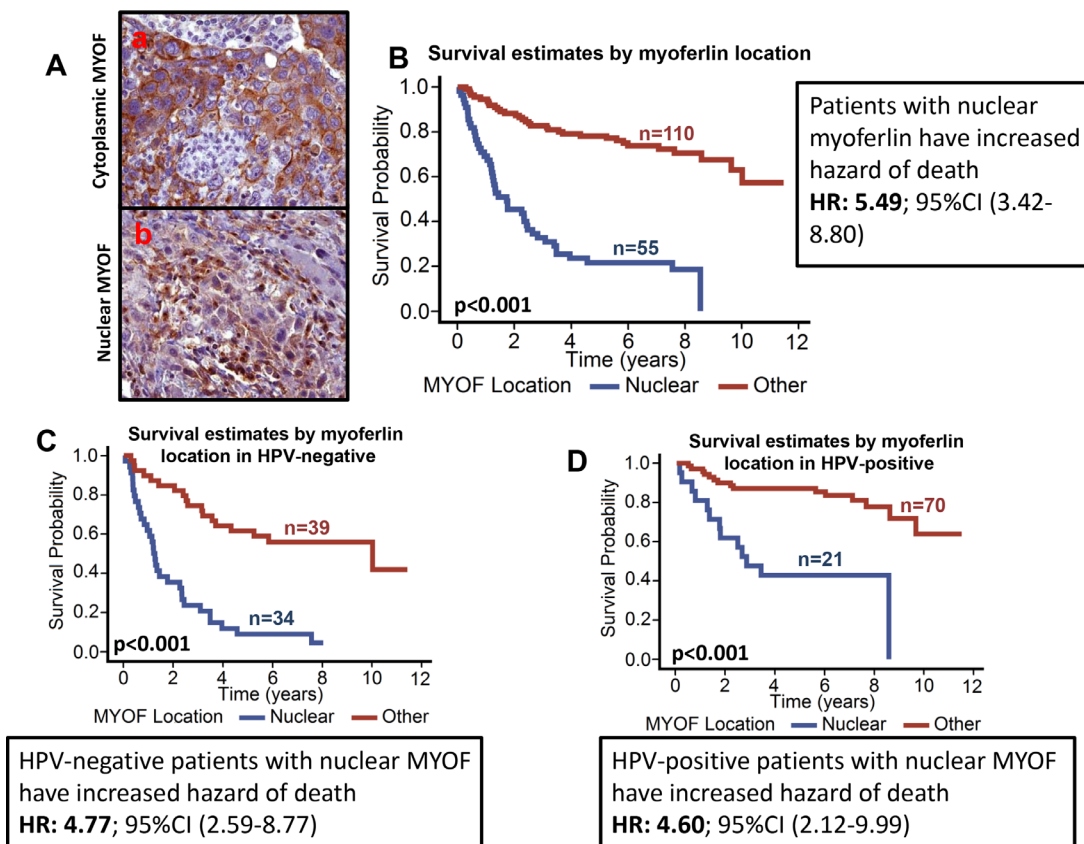 A
Cytoplasmic MYOF
a
Nuclear MYOF
b
B
Survival estimates by myoferlin location
Survival Probability
1.0
0.8
0.6
0.4
0.2
0.0
n=110
n=55
p<0.001
0 2 4 6 8 10 12
Time (years)
MYOF Location Nuclear Other
Patients with nuclear
myoferlin have increased
hazard of death
HR: 5.49; 95%CI (3.42-
8.80)
C
Survival estimates by myoferlin
location in HPV-negative
Survival Probability
1.0
0.8
0.6
0.4
0.2
0.0
n=39
n=34
p<0.001
0 2 4 6 8 10 12
Time (years)
MYOF Location Nuclear Other
HPV-negative patients with nuclear MYOF
have increased hazard of death
HR: 4.77; 95%CI (2.59-8.77)
D
Survival estimates by myoferlin
location in HPV-positive
Survival Probability
1.0
0.8
0.6
0.4
0.2
0.0
n=70
n=21
p<0.001
0 2 4 6 8 10 12
Time (years)
MYOF Location Nuclear Other
HPV-positive patients with nuclear MYOF
have increased hazard of death
HR: 4.60; 95%CI (2.12-9.99)